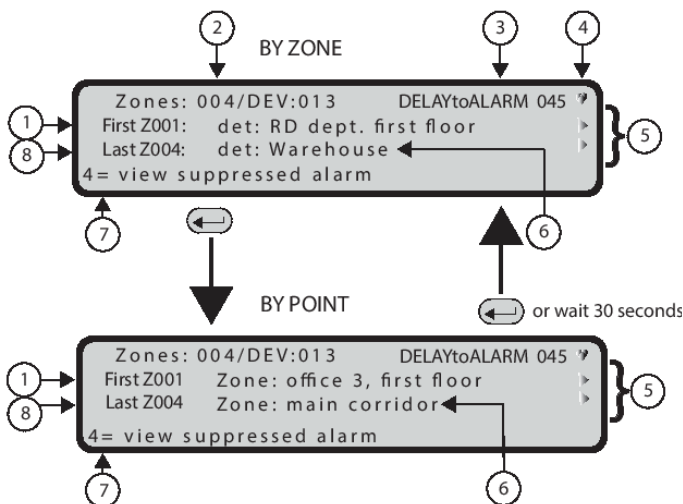 2 3 4
BY ZONE
Zones: 004/DEV:013 DELAYtoALARM 045
1 First Z001: det: RD dept. first floor 5
8 Last Z004: det: Warehouse
4= view suppressed alarm
7 6
BY POINT
or wait 30 seconds
Zones: 004/DEV:013 DELAYtoALARM 045
1 First Z001 Zone: office 3, first floor 5
8 Last Z004 Zone: main corridor
4= view suppressed alarm
7 6